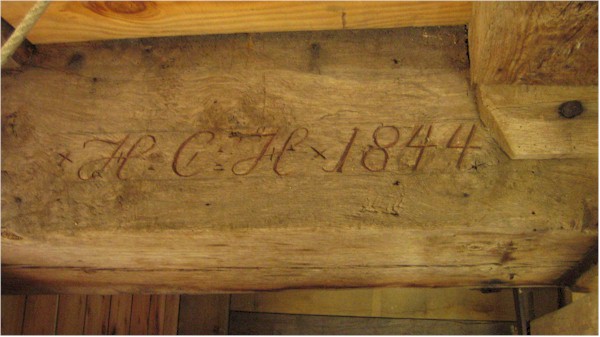 × H : C : H × 1844 ×